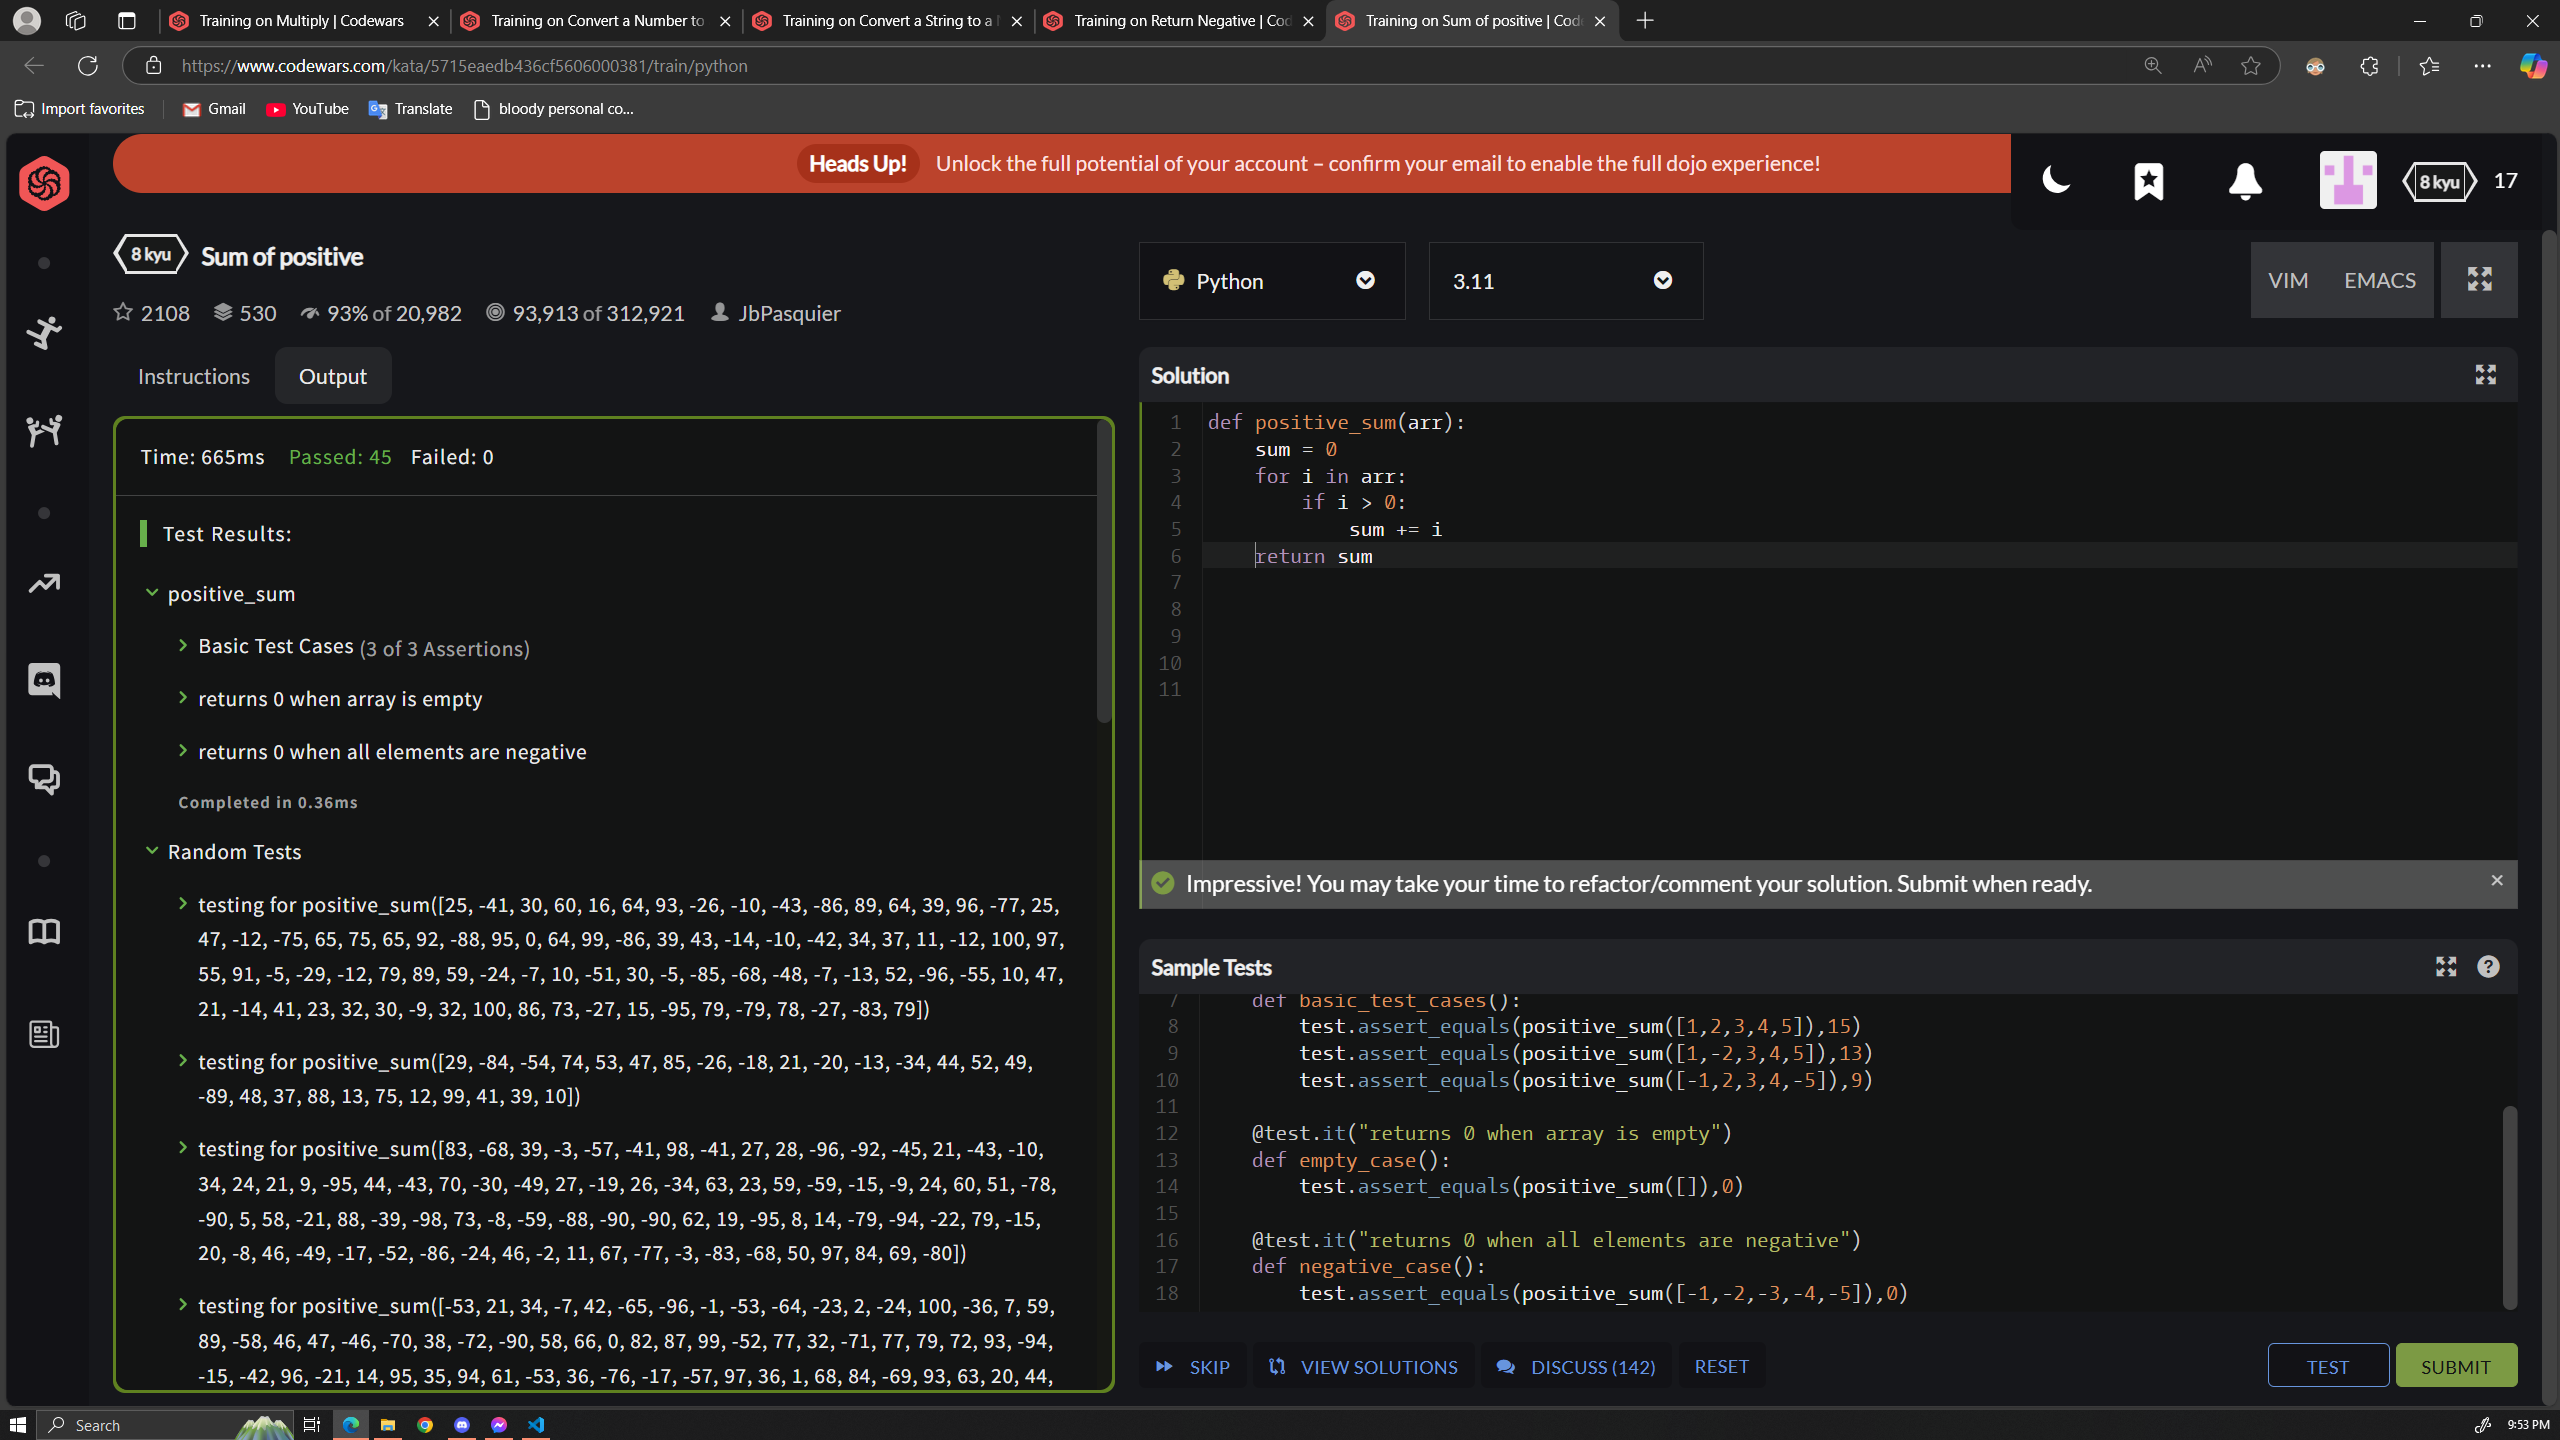 Training on Multiply | Codewars
Training on Convert a Number to
Training on Convert a String to a
Training on Return Negative | Cod
Training on Sum of positive | Code
https://www.codewars.com/kata/5715eaedb436cf5606000381/train/python
Import favorites
Gmail
YouTube
Translate
bloody personal co...
Heads Up! Unlock the full potential of your account – confirm your email to enable the full dojo experience!
8 kyu
17
8 kyu
Sum of positive
2108
530
93% of 20,982
93,913 of 312,921
JbPasquier
Python
3.11
VIM
EMACS
Instructions
Output
Time: 665ms Passed: 45 Failed: 0
Test Results:
positive_sum
Basic Test Cases (3 of 3 Assertions)
returns 0 when array is empty
returns 0 when all elements are negative
Completed in 0.36ms
Random Tests
testing for positive_sum([25, -41, 30, 60, 16, 64, 93, -26, -10, -43, -86, 89, 64, 39, 96, -77, 25,
47, -12, -75, 65, 75, 65, 92, -88, 95, 0, 64, 99, -86, 39, 43, -14, -10, -42, 34, 37, 11, -12, 100, 97,
55, 91, -5, -29, -12, 79, 89, 59, -24, -7, 10, -51, 30, -5, -85, -68, -48, -7, -13, 52, -96, -55, 10, 47,
21, -14, 41, 23, 32, 30, -9, 32, 100, 86, 73, -27, 15, -95, 79, -79, 78, -27, -83, 79])
testing for positive_sum([29, -84, -54, 74, 53, 47, 85, -26, -18, 21, -20, -13, -34, 44, 52, 49,
-89, 48, 37, 88, 13, 75, 12, 99, 41, 39, 10])
testing for positive_sum([83, -68, 39, -3, -57, -41, 98, -41, 27, 28, -96, -92, -45, 21, -43, -10,
34, 24, 21, 9, -95, 44, -43, 70, -30, -49, 27, -19, 26, -34, 63, 23, 59, -59, -15, -9, 24, 60, 51, -78,
-90, 5, 58, -21, 88, -39, -98, 73, -8, -59, -88, -90, -90, 62, 19, -95, 8, 14, -79, -94, -22, 79, -15,
20, -8, 46, -49, -17, -52, -86, -24, 46, -2, 11, 67, -77, -3, -83, -68, 50, 97, 84, 69, -80])
testing for positive_sum([-53, 21, 34, -7, 42, -65, -96, -1, -53, -64, -23, 2, -24, 100, -36, 7, 59,
89, -58, 46, 47, -46, -70, 38, -72, -90, 58, 66, 0, 82, 87, 99, -52, 77, 32, -71, 77, 79, 72, 93, -94,
-15, -42, 96, -21, 14, 95, 35, 94, 61, -53, 36, -76, -17, -57, 97, 36, 1, 68, 84, -69, 93, 63, 20, 44,
Solution
1 def positive_sum(arr):
2 sum = 0
3 for i in arr:
4 if i > 0:
5 sum += i
6 return sum
7
8
9
10
11
Impressive! You may take your time to refactor/comment your solution. Submit when ready.
Sample Tests
7 def basic_test_cases():
8 test.assert_equals(positive_sum([1,2,3,4,5]),15)
9 test.assert_equals(positive_sum([1,-2,3,4,5]),13)
10 test.assert_equals(positive_sum([-1,2,3,4,-5]),9)
11
12 @test.it("returns 0 when array is empty")
13 def empty_case():
14 test.assert_equals(positive_sum([]),0)
15
16 @test.it("returns 0 when all elements are negative")
17 def negative_case():
18 test.assert_equals(positive_sum([-1,-2,-3,-4,-5]),0)
SKIP
VIEW SOLUTIONS
DISCUSS (142)
RESET
TEST
SUBMIT
Search
9:53 PM